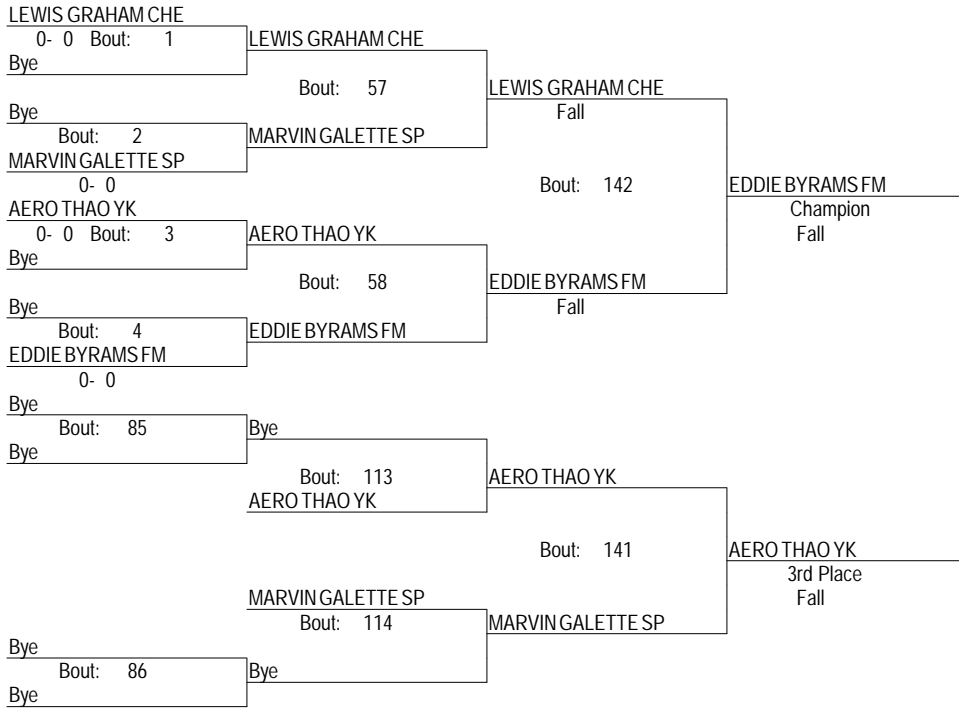 LEWIS GRAHAM CHE
0- 0 Bout: 1
LEWIS GRAHAM CHE
Bye
Bout: 57
LEWIS GRAHAM CHE
Bye
Fall
Bout: 2
MARVIN GALETTE SP
MARVIN GALETTE SP
0- 0
Bout: 142
EDDIE BYRAMS FM
AERO THAO YK
Champion
0- 0 Bout: 3
AERO THAO YK
Fall
Bye
Bout: 58
EDDIE BYRAMS FM
Bye
Fall
Bout: 4
EDDIE BYRAMS FM
EDDIE BYRAMS FM
0- 0
Bye
Bout: 85
Bye
Bye
Bout: 113
AERO THAO YK
AERO THAO YK
Bout: 141
AERO THAO YK
3rd Place
MARVIN GALETTE SP
Fall
Bout: 114
MARVIN GALETTE SP
Bye
Bout: 86
Bye
Bye